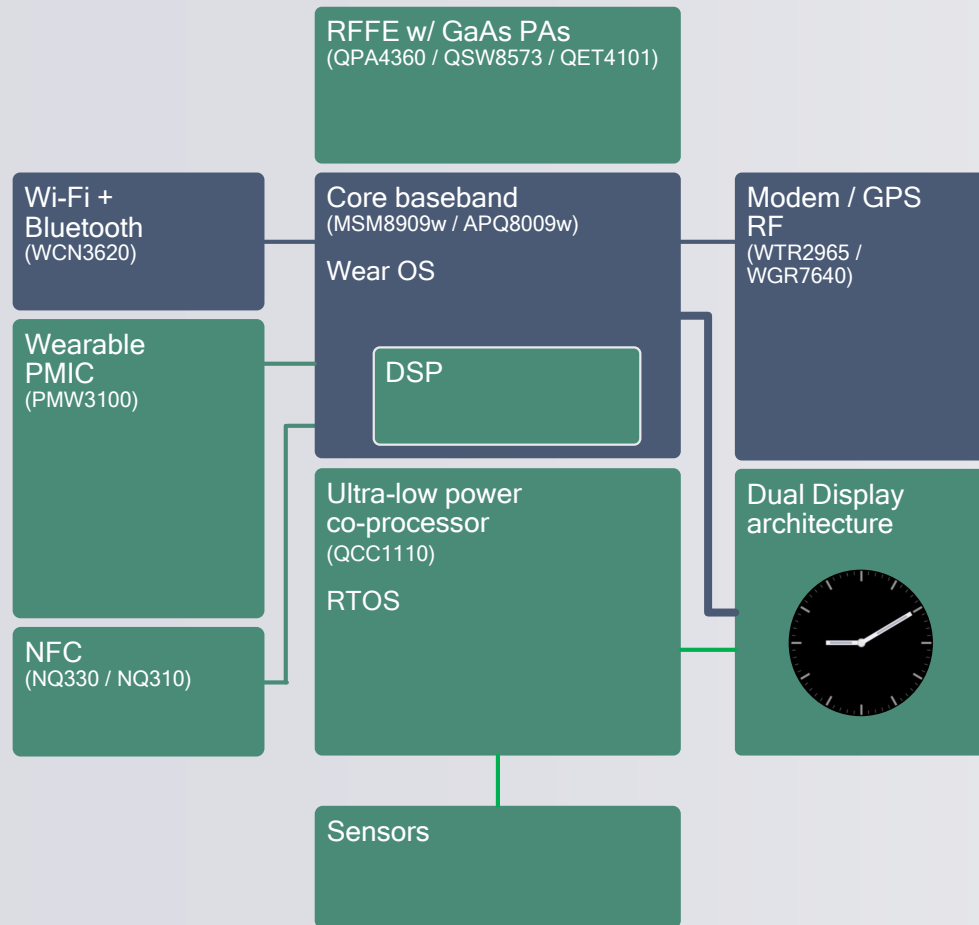 RFFE w/ GaAs PAs
(QPA4360 / QSW8573 / QET4101)
Wi-Fi +
Bluetooth
(WCN3620)
Core baseband
(MSM8909w / APQ8009w)
Wear OS
DSP
Modem / GPS
RF
(WTR2965 /
WGR7640)
Wearable
PMIC
(PMW3100)
Ultra-low power
co-processor
(QCC1110)
RTOS
Dual Display
architecture
NFC
(NQ330 / NQ310)
Sensors